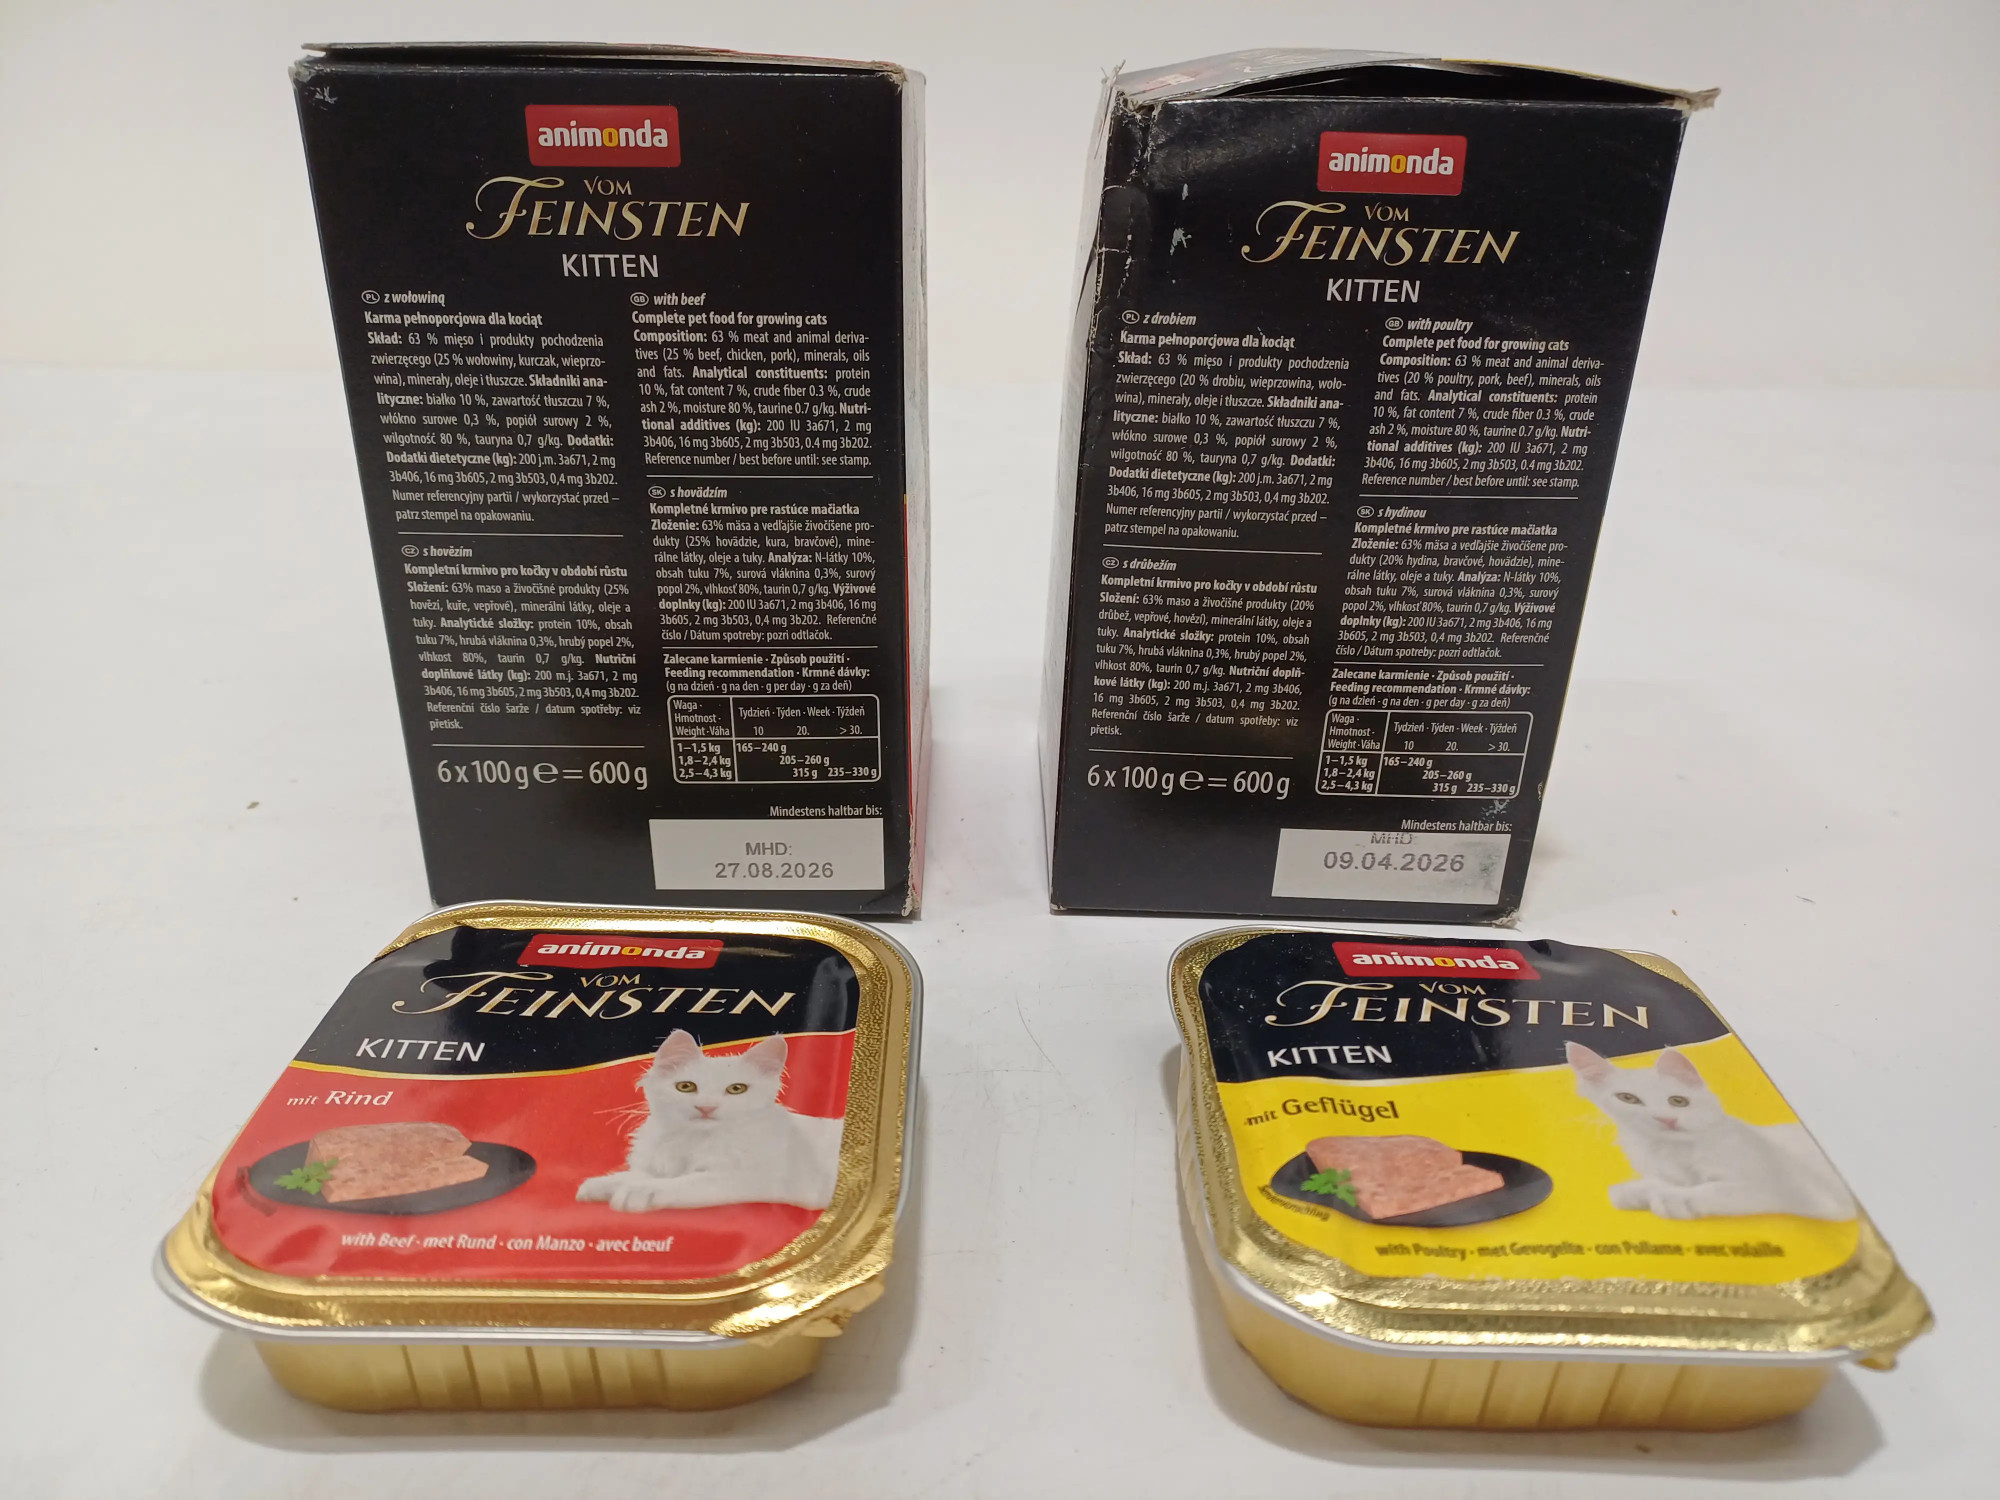 animonda
VOM
FEINSTEN
KITTEN
PL z wołowiną
Karma pełnoporcjowa dla kociąt
Skład: 63 % mięso i produkty pochodzenia
zwierzęcego (25 % wołowiny, kurczak, wieprzo-
wina), minerały, oleje i tłuszcze. Składniki ana-
lityczne: białko 10 %, zawartość tłuszczu 7 %,
włókno surowe 0,3 %, popiół surowy 2 %,
wilgotność 80 %, tauryna 0,7 g/kg. Dodatki:
Dodatki dietetyczne (kg): 200 j.m. 3a671, 2 mg
3b406, 16 mg 3b605, 2 mg 3b503, 0,4 mg 3b202.
Numer referencyjny partii / wykorzystać przed –
patrz stempel na opakowaniu.
CZ s hovězím
Kompletní krmivo pro kočky v období růstu
Složení: 63% maso a živočišné produkty (25%
hovězí, kuře, vepřové), minerální látky, oleje a
tuky. Analytické složky: protein 10%, obsah
tuku 7%, hrubá vláknina 0,3%, hrubý popel 2%,
vlhkost 80%, taurin 0,7 g/kg. Nutriční
doplňkové látky (kg): 200 m.j. 3a671, 2 mg
3b406, 16 mg 3b605, 2 mg 3b503, 0,4 mg 3b202.
Referenční číslo šarže / datum spotřeby: viz
přetisk.
6 x 100 g e = 600 g
GB with beef
Complete pet food for growing cats
Composition: 63 % meat and animal deriva-
tives (25 % beef, chicken, pork), minerals, oils
and fats. Analytical constituents: protein
10 %, fat content 7 %, crude fiber 0.3 %, crude
ash 2 %, moisture 80 %, taurine 0.7 g/kg. Nutri-
tional additives (kg): 200 IU 3a671, 2 mg
3b406, 16 mg 3b605, 2 mg 3b503, 0.4 mg 3b202.
Reference number / best before until: see stamp.
SK s hovädzím
Kompletné krmivo pre rastúce mačiatka
Zloženie: 63% mäsa a vedľajšie živočíšene pro-
dukty (25% hovädzie, kura, bravčové), mine-
rálne látky, oleje a tuky. Analýza: N-látky 10%,
obsah tuku 7%, surová vláknina 0,3%, surový
popol 2%, vlhkosť 80%, taurin 0,7 g/kg. Výživové
doplnky (kg): 200 IU 3a671, 2 mg 3b406, 16 mg
3b605, 2 mg 3b503, 0,4 mg 3b202. Referenčné
číslo / Dátum spotreby: pozri odtlačok.
Zalecane karmienie · Způsob použití ·
Feeding recommendation · Krmné dávky:
(g na dzień · g na den · g per day · g za deň)
Waga · Hmotnost · Weight · Váha
Tydzień · Týden · Week · Týždeň
10 20. > 30.
1–1,5 kg 165–240 g
1,8–2,4 kg 205–260 g
2,5–4,3 kg 315 g 235–330 g
Mindestens haltbar bis:
MHD:
27.08.2026
animonda
VOM
FEINSTEN
KITTEN
PL z drobiem
Karma pełnoporcjowa dla kociąt
Skład: 63 % mięso i produkty pochodzenia
zwierzęcego (20 % drobiu, wieprzowina, woło-
wina), minerały, oleje i tłuszcze. Składniki ana-
lityczne: białko 10 %, zawartość tłuszczu 7 %,
włókno surowe 0,3 %, popiół surowy 2 %,
wilgotność 80 %, tauryna 0,7 g/kg. Dodatki:
Dodatki dietetyczne (kg): 200 j.m. 3a671, 2 mg
3b406, 16 mg 3b605, 2 mg 3b503, 0,4 mg 3b202.
Numer referencyjny partii / wykorzystać przed –
patrz stempel na opakowaniu.
CZ s drůbežím
Kompletní krmivo pro kočky v období růstu
Složení: 63% maso a živočišné produkty (20%
drůbež, vepřové, hovězí), minerální látky, oleje a
tuky. Analytické složky: protein 10%, obsah
tuku 7%, hrubá vláknina 0,3%, hrubý popel 2%,
vlhkost 80%, taurin 0,7 g/kg. Nutriční doplň-
kové látky (kg): 200 m.j. 3a671, 2 mg 3b406,
16 mg 3b605, 2 mg 3b503, 0,4 mg 3b202.
Referenční číslo šarže / datum spotřeby: viz
přetisk.
6 x 100 g e = 600 g
GB with poultry
Complete pet food for growing cats
Composition: 63 % meat and animal deriva-
tives (20 % poultry, pork, beef), minerals, oils
and fats. Analytical constituents: protein
10 %, fat content 7 %, crude fiber 0.3 %, crude
ash 2 %, moisture 80 %, taurine 0.7 g/kg. Nutri-
tional additives (kg): 200 IU 3a671, 2 mg
3b406, 16 mg 3b605, 2 mg 3b503, 0.4 mg 3b202.
Reference number / best before until: see stamp.
SK s hydinou
Kompletné krmivo pre rastúce mačiatka
Zloženie: 63% mäsa a vedľajšie živočíšene pro-
dukty (20% hydina, bravčové, hovädzie), mine-
rálne látky, oleje a tuky. Analýza: N-látky 10%,
obsah tuku 7%, surová vláknina 0,3%, surový
popol 2%, vlhkosť 80%, taurin 0,7 g/kg. Výživové
doplnky (kg): 200 IU 3a671, 2 mg 3b406, 16 mg
3b605, 2 mg 3b503, 0,4 mg 3b202. Referenčné
číslo / Dátum spotreby: pozri odtlačok.
Zalecane karmienie · Způsob použití ·
Feeding recommendation · Krmné dávky:
(g na dzień · g na den · g per day · g za deň)
Waga · Hmotnost · Weight · Váha
Tydzień · Týden · Week · Týždeň
10 20. > 30.
1–1,5 kg 165–240 g
1,8–2,4 kg 205–260 g
2,5–4,3 kg 315 g 235–330 g
Mindestens haltbar bis:
MHD:
09.04.2026
animonda
VOM
FEINSTEN
KITTEN
mit Rind
with Beef · met Rund · con Manzo · avec bœuf
animonda
VOM
FEINSTEN
KITTEN
mit Geflügel
with Poultry · met Gevogelte · con Pollame · avec volaille